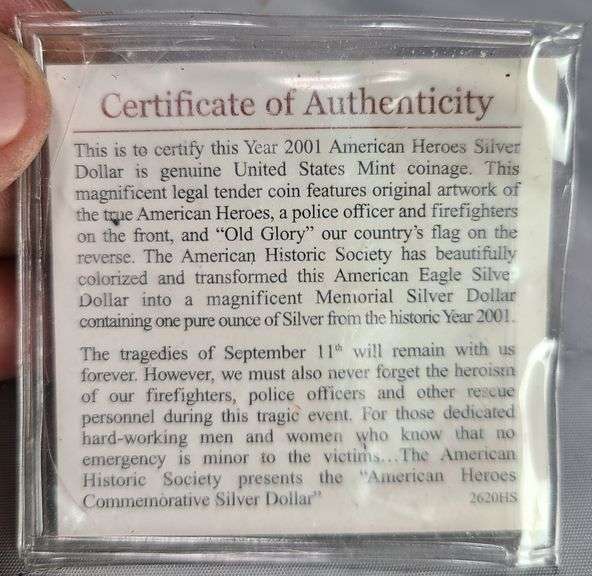 Certificate of Authenticity
This is to certify this Year 2001 American Heroes Silver
Dollar is genuine United States Mint coinage. This
magnificent legal tender coin features original artwork of
the true American Heroes, a police officer and firefighters
on the front, and “Old Glory” our country’s flag on the
reverse. The American Historic Society has beautifully
colorized and transformed this American Eagle Silve
Dollar into a magnificent Memorial Silver Dollar
containing one pure ounce of Silver from the historic Year 2001.
The tragedies of September 11th will remain with us
forever. However, we must also never forget the heroism
of our firefighters, police officers and other rescue
personnel during this tragic event. For those dedicated
hard-working men and women who know that no
emergency is minor to the victims...The American
Historic Society presents the “American Heroes
Commemorative Silver Dollar”
2620HS